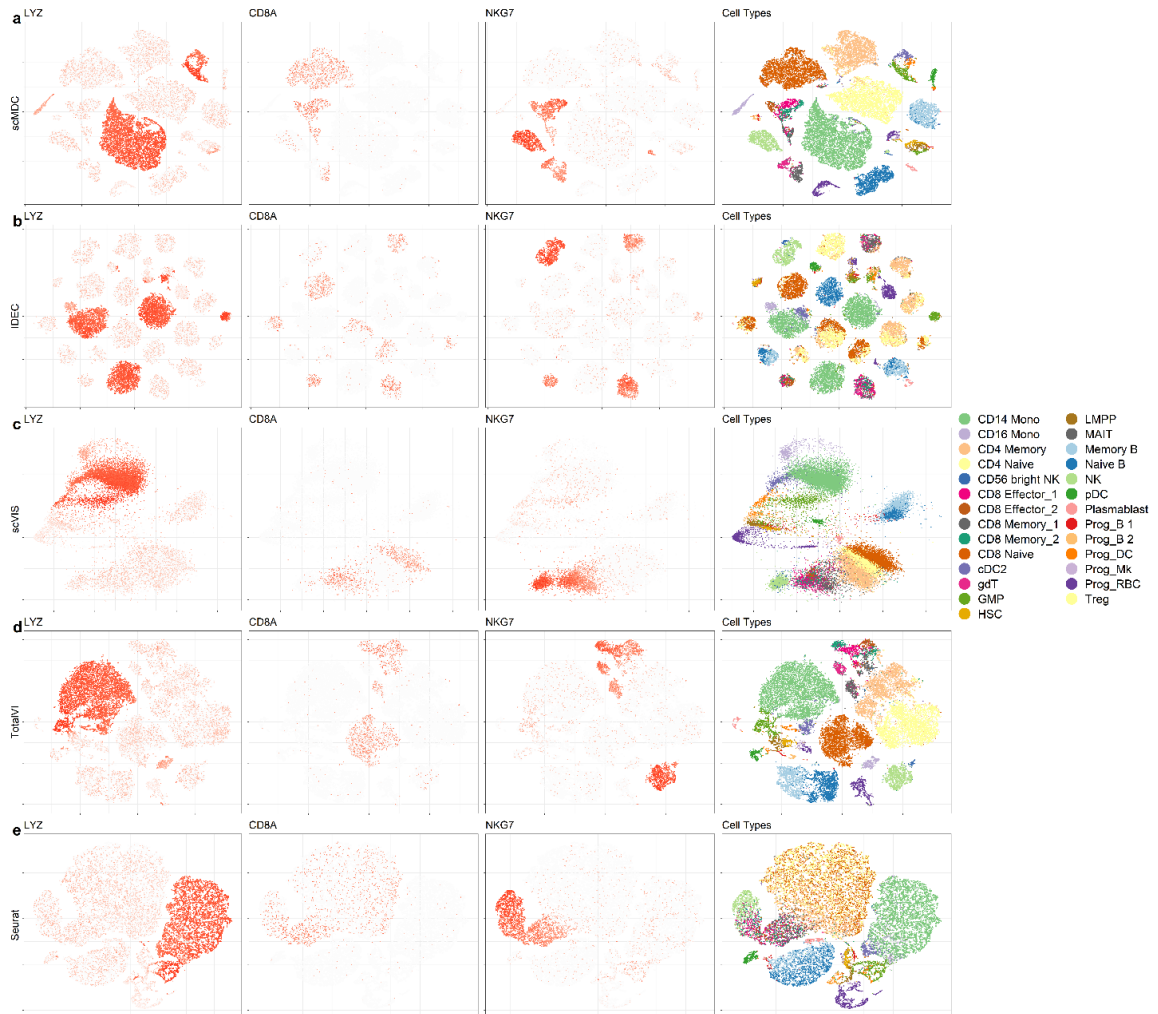 a
LYZ
CD8A
NKG7
Cell Types
scMDC
b
LYZ
CD8A
NKG7
Cell Types
IDEC
c
LYZ
CD8A
NKG7
Cell Types
scVIS
d
LYZ
CD8A
NKG7
Cell Types
TotalVI
e
LYZ
CD8A
NKG7
Cell Types
Seurat
CD14 Mono
CD16 Mono
CD4 Memory
CD4 Naive
CD56 bright NK
CD8 Effector_1
CD8 Effector_2
CD8 Memory_1
CD8 Memory_2
CD8 Naive
cDC2
gdT
GMP
HSC
LMPP
MAIT
Memory B
Naive B
NK
pDC
Plasmablast
Prog_B 1
Prog_B 2
Prog_DC
Prog_Mk
Prog_RBC
Treg